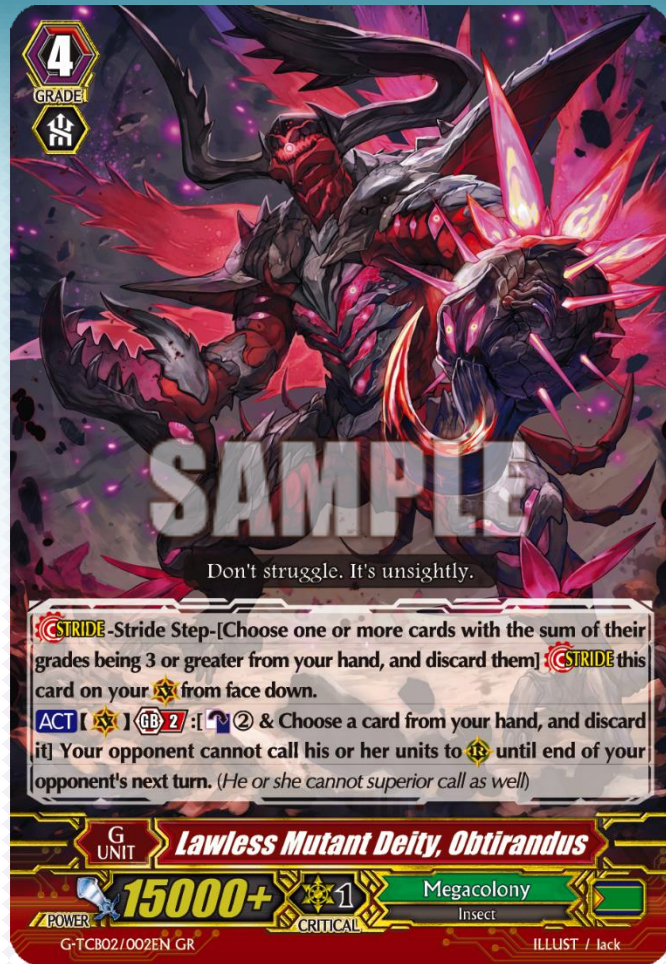 4
GRADE
SAMPLE
Don't struggle. It's unsightly.
STRIDE-Stride Step-[Choose one or more cards with the sum of their
grades being 3 or greater from your hand, and discard them] STRIDE this
card on your V from face down.
ACT [ V ] GB 2 :[ ② & Choose a card from your hand, and discard
it] Your opponent cannot call his or her units to R until end of your
opponent's next turn. (He or she cannot superior call as well)
G UNIT Lawless Mutant Deity, Obtirandus
POWER 15000+ 1 CRITICAL Megacolony
Insect
G-TCB02/002EN GR ILLUST / lack